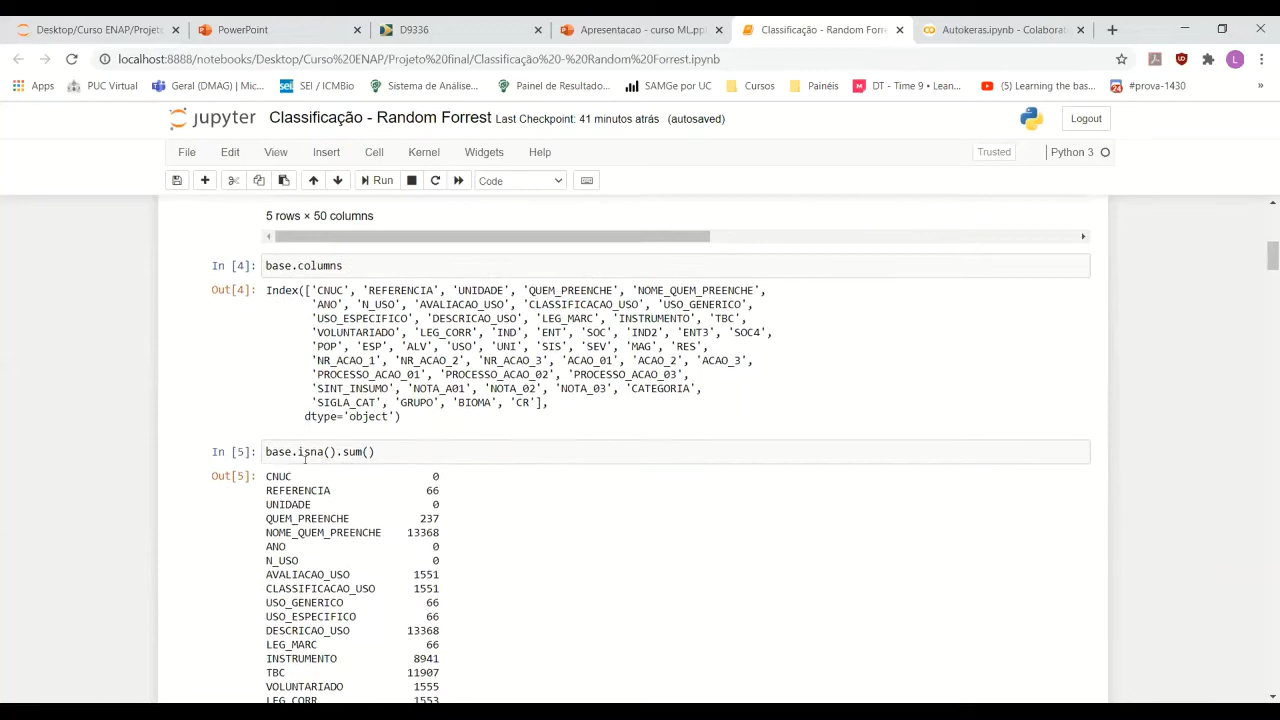 Desktop/Curso ENAP/Projeto
PowerPoint
D9336
Apresentacao - curso ML.pp
Classificação - Random Forre
Autokeras.ipynb - Colaborat
localhost:8888/notebooks/Desktop/Curso%20ENAP/Projeto%20Final/Classificação%20-%20Random%20Forrest.ipynb
Apps
PUC Virtual
Geral (DMAG) | Mic...
SEI / ICMBio
Sistema de Análise...
Painel de Resultado...
SAMGe por UC
Cursos
Painéis
DT - Time 9 • Lean...
(5) Learning the bas...
#prova-1430
»
jupyter Classificação - Random Forrest Last Checkpoint: 41 minutos atrás (autosaved)
Logout
File Edit View Insert Cell Kernel Widgets Help
Trusted
Python 3
Run
Code
5 rows × 50 columns
In [4]: base.columns
Out[4]: Index(['CNUC', 'REFERENCIA', 'UNIDADE', 'QUEM_PREENCHE', 'NOME_QUEM_PREENCHE',
'ANO', 'N_USO', 'AVALIACAO_USO', 'CLASSIFICACAO_USO', 'USO_GENERICO',
'USO_ESPECIFICO', 'DESCRICAO_USO', 'LEG_MARC', 'INSTRUMENTO', 'TBC',
'VOLUNTARIADO', 'LEG_CORR', 'IND', 'ENT', 'SOC', 'IND2', 'ENT3', 'SOC4',
'POP', 'ESP', 'ALV', 'USO', 'UNI', 'SIS', 'SEV', 'MAG', 'RES',
'NR_ACAO_1', 'NR_ACAO_2', 'NR_ACAO_3', 'ACAO_01', 'ACAO_2', 'ACAO_3',
'PROCESSO_ACAO_01', 'PROCESSO_ACAO_02', 'PROCESSO_ACAO_03',
'SINT_INSUMO', 'NOTA_A01', 'NOTA_02', 'NOTA_03', 'CATEGORIA',
'SIGLA_CAT', 'GRUPO', 'BIOMA', 'CR'],
dtype='object')
In [5]: base.isna().sum()
Out[5]: CNUC 0
REFERENCIA 66
UNIDADE 0
QUEM_PREENCHE 237
NOME_QUEM_PREENCHE 13368
ANO 0
N_USO 0
AVALIACAO_USO 1551
CLASSIFICACAO_USO 1551
USO_GENERICO 66
USO_ESPECIFICO 66
DESCRICAO_USO 13368
LEG_MARC 66
INSTRUMENTO 8941
TBC 11907
VOLUNTARIADO 1555
LEG_CORR 1553